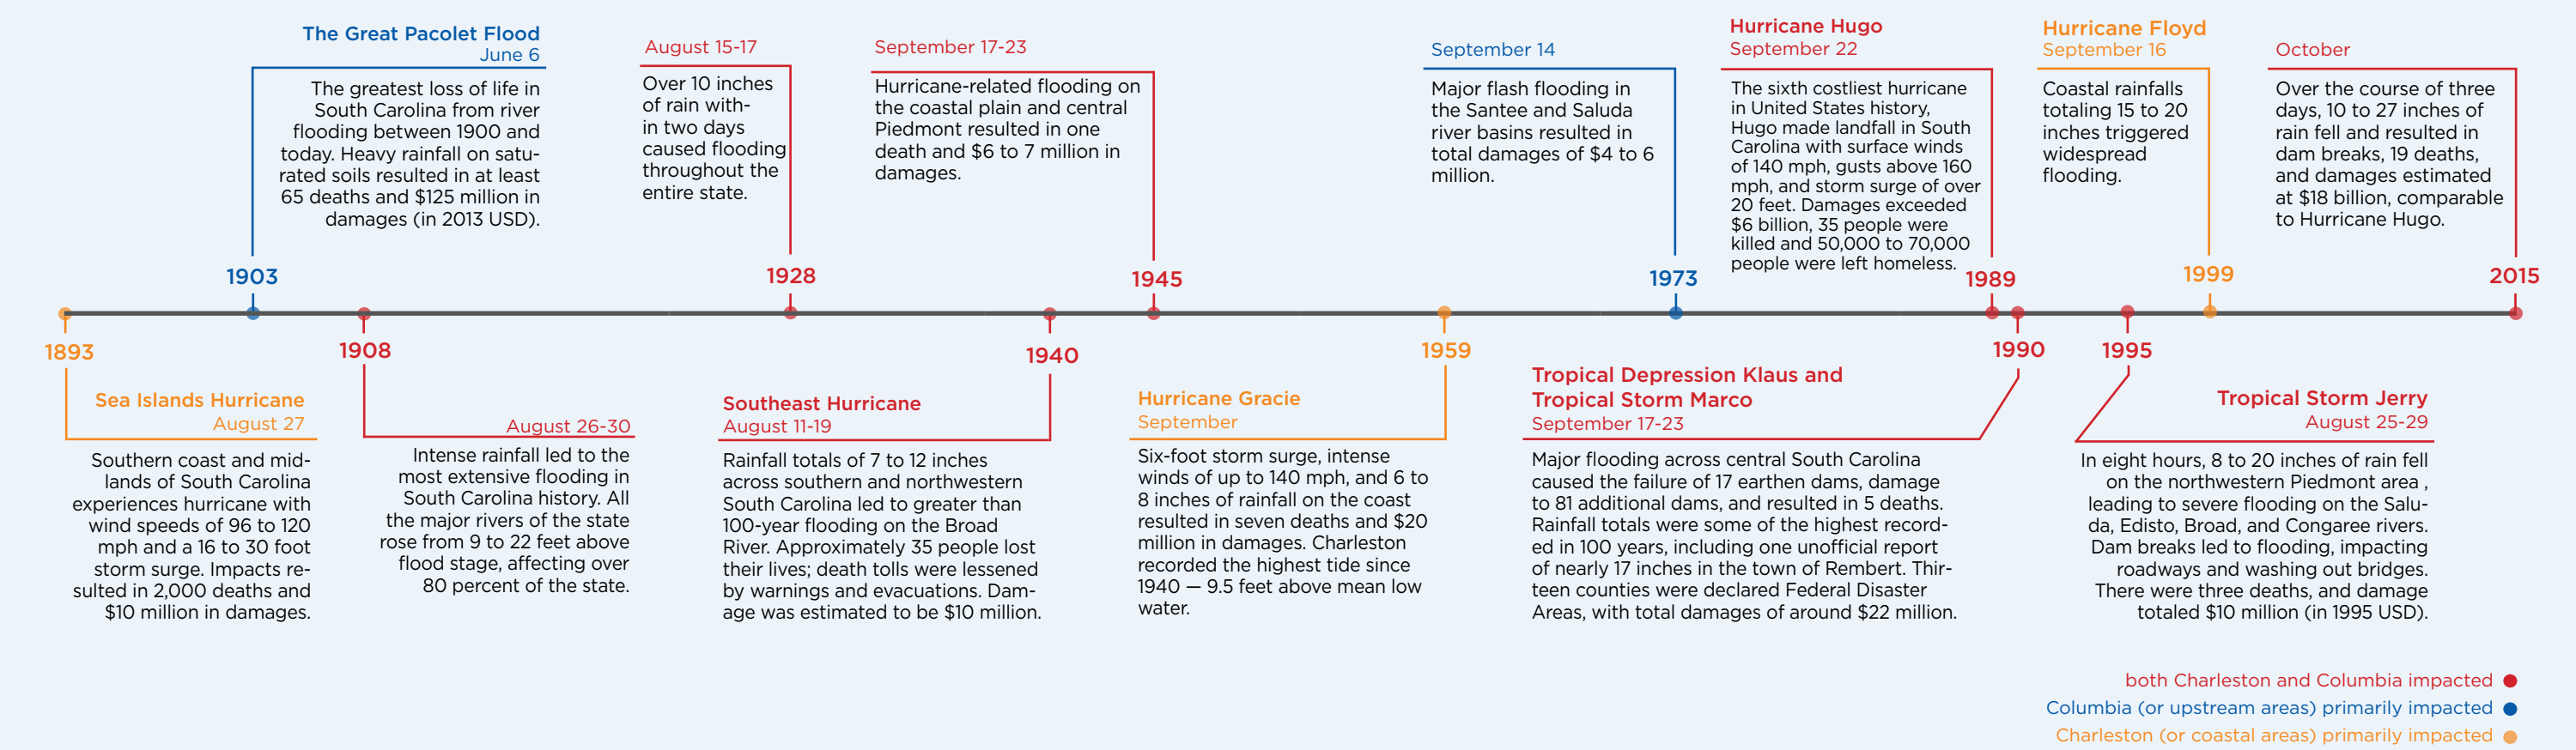 The Great Pacolet Flood
June 6
The greatest loss of life in
South Carolina from river
flooding between 1900 and
today. Heavy rainfall on satu-
rated soils resulted in at least
65 deaths and $125 million in
damages (in 2013 USD).
1903
August 15-17
Over 10 inches
of rain with-
in two days
caused flooding
throughout the
entire state.
1928
September 17-23
Hurricane-related flooding on
the coastal plain and central
Piedmont resulted in one
death and $6 to 7 million in
damages.
1945
September 14
Major flash flooding in
the Santee and Saluda
river basins resulted in
total damages of $4 to 6
million.
1973
Hurricane Hugo
September 22
The sixth costliest hurricane
in United States history,
Hugo made landfall in South
Carolina with surface winds
of 140 mph, gusts above 160
mph, and storm surge of over
20 feet. Damages exceeded
$6 billion, 35 people were
killed and 50,000 to 70,000
people were left homeless.
1989
Hurricane Floyd
September 16
Coastal rainfalls
totaling 15 to 20
inches triggered
widespread
flooding.
1999
October
Over the course of three
days, 10 to 27 inches of
rain fell and resulted in
dam breaks, 19 deaths,
and damages estimated
at $18 billion, comparable
to Hurricane Hugo.
2015
1893
Sea Islands Hurricane
August 27
Southern coast and mid-
lands of South Carolina
experiences hurricane with
wind speeds of 96 to 120
mph and a 16 to 30 foot
storm surge. Impacts re-
sulted in 2,000 deaths and
$10 million in damages.
1908
August 26-30
Intense rainfall led to the
most extensive flooding in
South Carolina history. All
the major rivers of the state
rose from 9 to 22 feet above
flood stage, affecting over
80 percent of the state.
1940
Southeast Hurricane
August 11-19
Rainfall totals of 7 to 12 inches
across southern and northwestern
South Carolina led to greater than
100-year flooding on the Broad
River. Approximately 35 people lost
their lives; death tolls were lessened
by warnings and evacuations. Dam-
age was estimated to be $10 million.
1959
Hurricane Gracie
September
Six-foot storm surge, intense
winds of up to 140 mph, and 6 to
8 inches of rainfall on the coast
resulted in seven deaths and $20
million in damages. Charleston
recorded the highest tide since
1940 — 9.5 feet above mean low
water.
1990
Tropical Depression Klaus and
Tropical Storm Marco
September 17-23
Major flooding across central South Carolina
caused the failure of 17 earthen dams, damage
to 81 additional dams, and resulted in 5 deaths.
Rainfall totals were some of the highest record-
ed in 100 years, including one unofficial report
of nearly 17 inches in the town of Rembert. Thir-
teen counties were declared Federal Disaster
Areas, with total damages of around $22 million.
1995
Tropical Storm Jerry
August 25-29
In eight hours, 8 to 20 inches of rain fell
on the northwestern Piedmont area ,
leading to severe flooding on the Salu-
da, Edisto, Broad, and Congaree rivers.
Dam breaks led to flooding, impacting
roadways and washing out bridges.
There were three deaths, and damage
totaled $10 million (in 1995 USD).
both Charleston and Columbia impacted
Columbia (or upstream areas) primarily impacted
Charleston (or coastal areas) primarily impacted